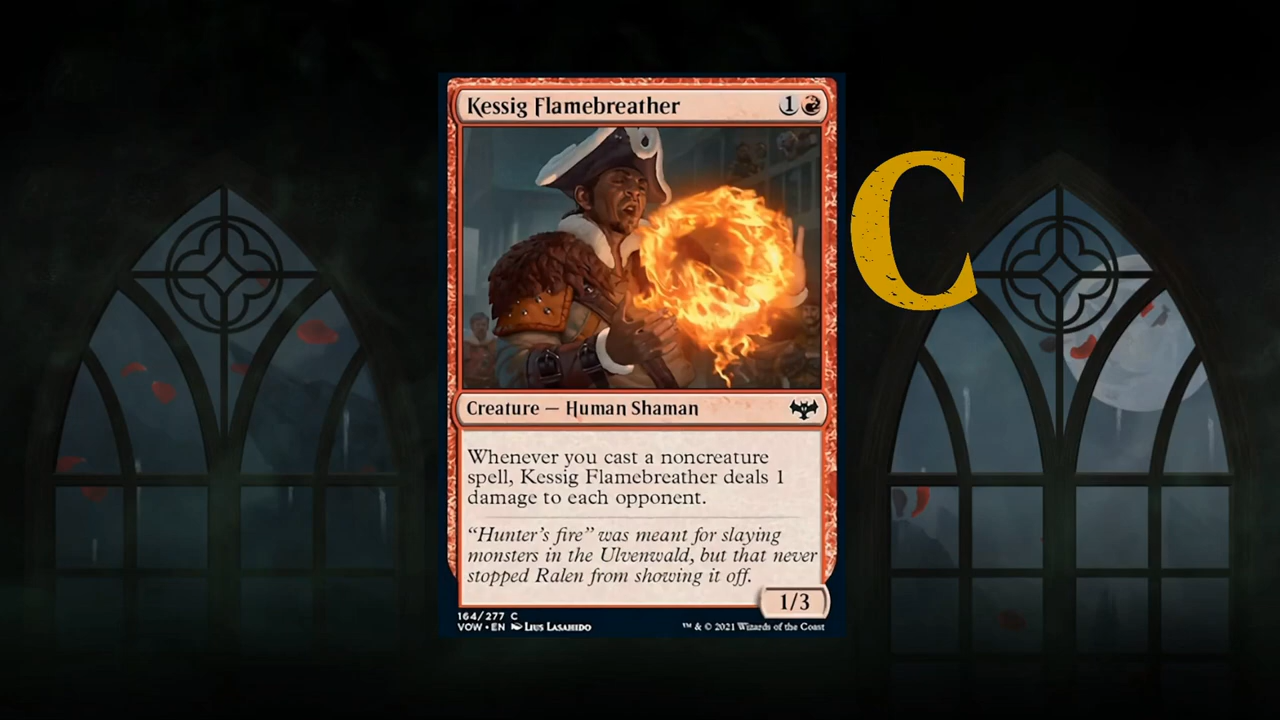 Kessig Flamebreather 1
C
Creature — Human Shaman
Whenever you cast a noncreature
spell, Kessig Flamebreather deals 1
damage to each opponent.
“Hunter’s fire” was meant for slaying
monsters in the Ulvenwald, but that never
stopped Ralen from showing it off.
1/3
164/277 C
VOW • EN Lius Lasahido
™ & © 2021 Wizards of the Coast